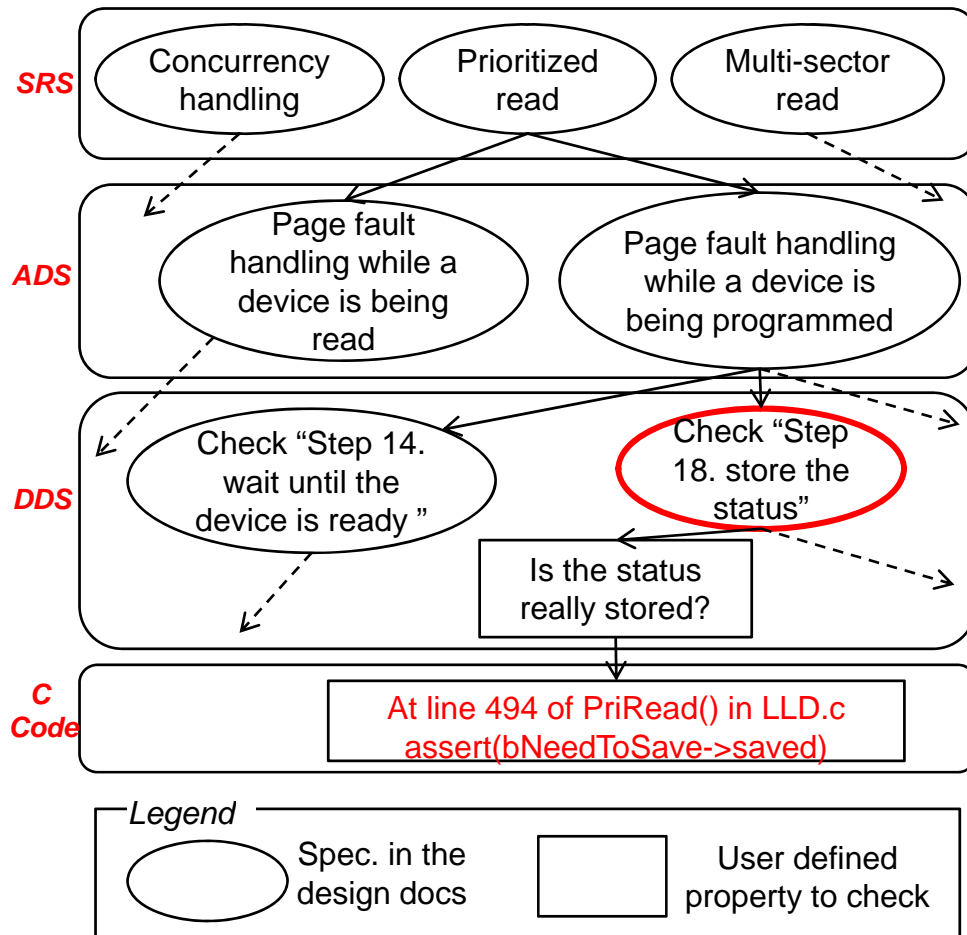 SRS
Concurrency
handling
Prioritized
read
Multi-sector
read
ADS
Page fault
handling while a
device is being
read
Page fault handling
while a device is
being programmed
DDS
Check “Step 14.
wait until the
device is ready ”
Check “Step
18. store the
status”
Is the status
really stored?
C
Code
At line 494 of PriRead() in LLD.c
assert(bNeedToSave->saved)
Legend
Spec. in the
design docs
User defined
property to check